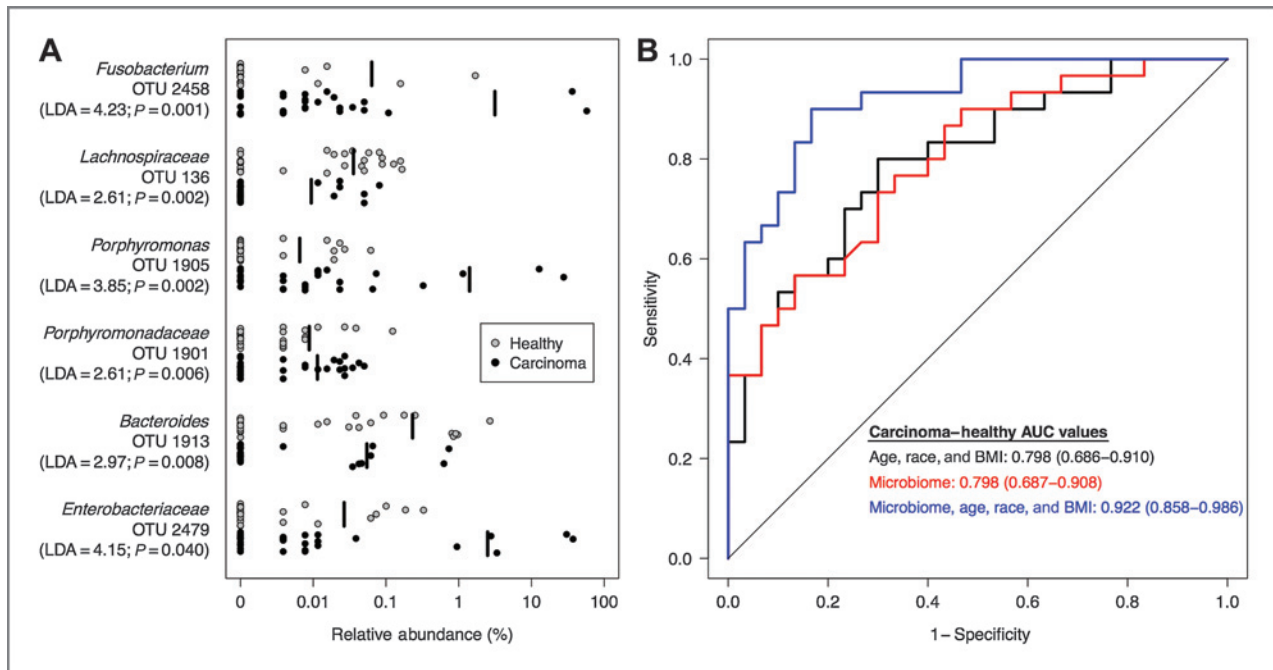 A
Fusobacterium
OTU 2458
(LDA = 4.23; P = 0.001)
Lachnospiraceae
OTU 136
(LDA = 2.61; P = 0.002)
Porphyromonas
OTU 1905
(LDA = 3.85; P = 0.002)
Porphyromonadaceae
OTU 1901
(LDA = 2.61; P = 0.006)
Bacteroides
OTU 1913
(LDA = 2.97; P = 0.008)
Enterobacteriaceae
OTU 2479
(LDA = 4.15; P = 0.040)
Healthy
Carcinoma
0 0.01 0.1 1 10 100
Relative abundance (%)
B
1.0
0.8
0.6
0.4
0.2
0.0
Sensitivity
Carcinoma–healthy AUC values
Age, race, and BMI: 0.798 (0.686–0.910)
Microbiome: 0.798 (0.687–0.908)
Microbiome, age, race, and BMI: 0.922 (0.858–0.986)
0.0 0.2 0.4 0.6 0.8 1.0
1– Specificity